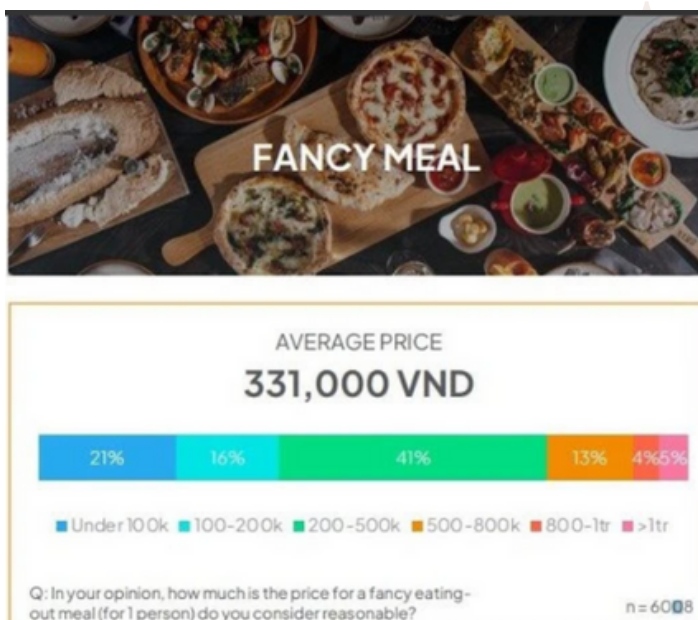 FANCY MEAL
AVERAGE PRICE
331,000 VND
21% 16% 41% 13% 4% 5%
Under 100k 100-200k 200-500k 500-800k 800-1tr >1tr
Q: In your opinion, how much is the price for a fancy eating-
out meal (for 1 person) do you consider reasonable?
n = 6008